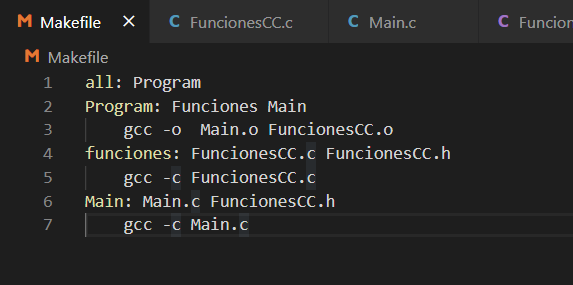 Makefile × FuncionesCC.c Main.c Funcion
Makefile
1 all: Program
2 Program: Funciones Main
3 gcc -o  Main.o FuncionesCC.o
4 funciones: FuncionesCC.c FuncionesCC.h
5 gcc -c FuncionesCC.c
6 Main: Main.c FuncionesCC.h
7 gcc -c Main.c